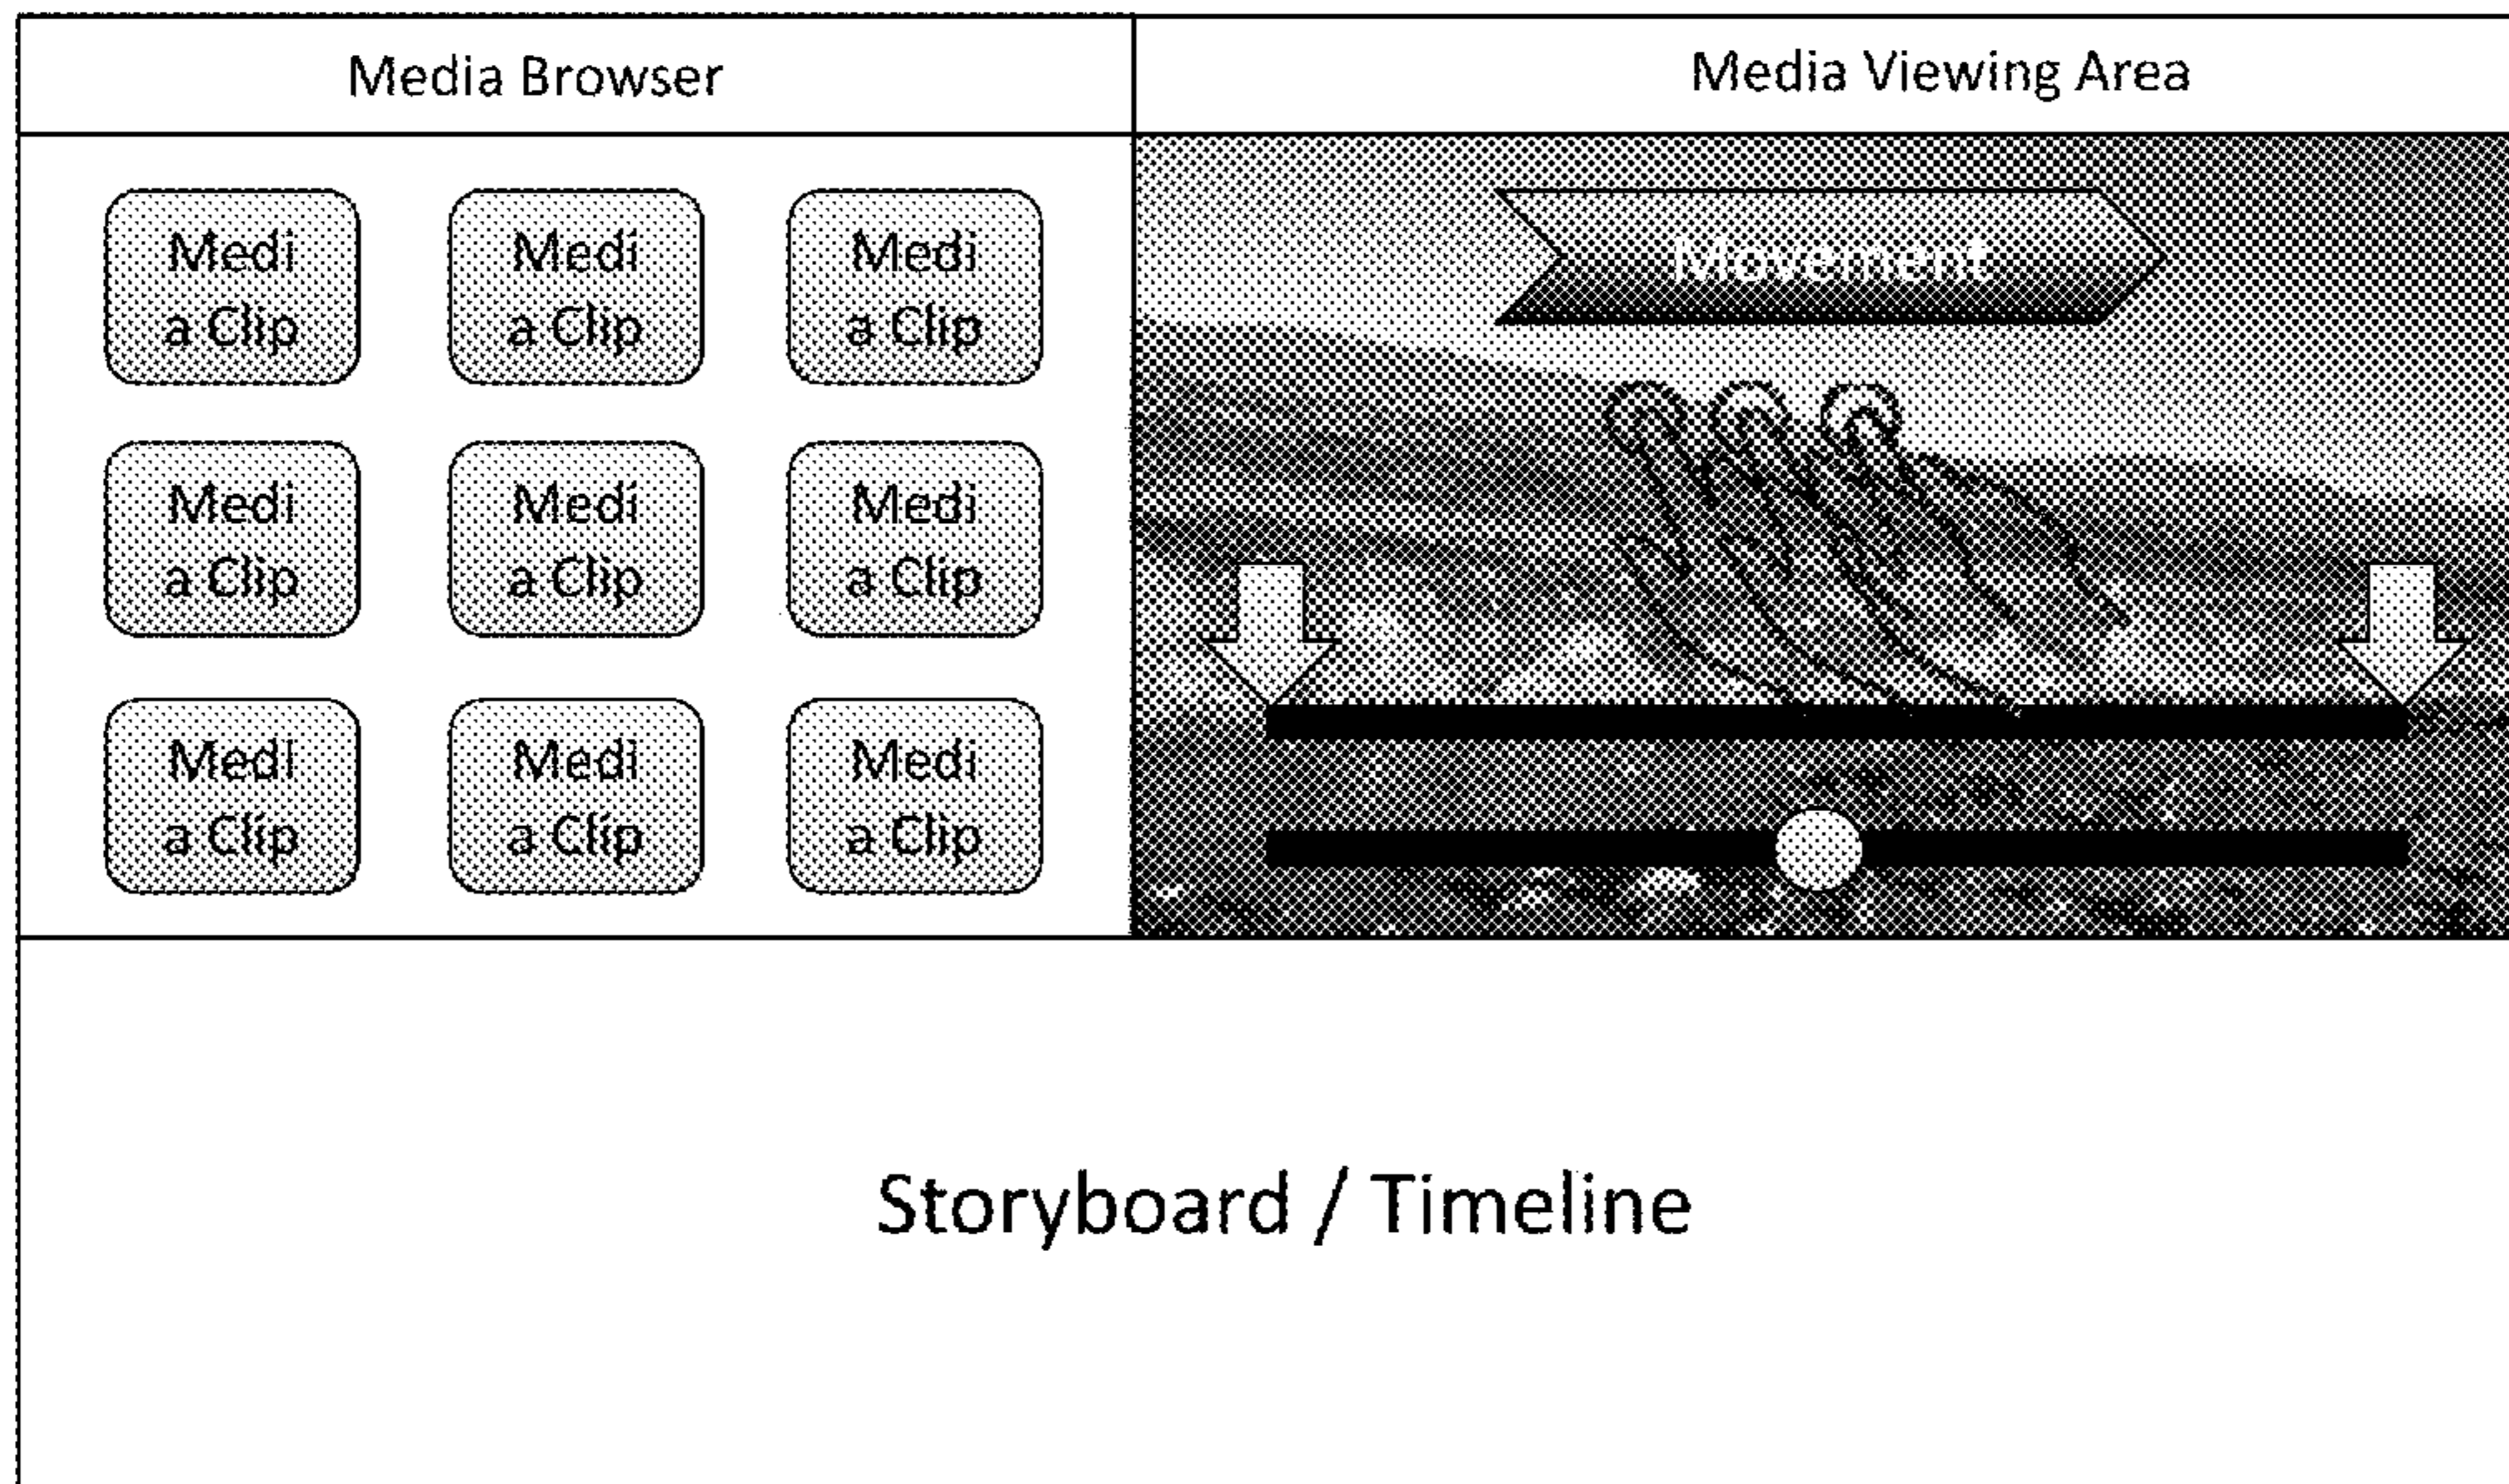 Media Browser
Media Viewing Area
Medi
a Clip
Medi
a Clip
Medi
a Clip
Movement
Medi
a Clip
Medi
a Clip
Medi
a Clip
Medi
a Clip
Medi
a Clip
Medi
a Clip
Storyboard / Timeline